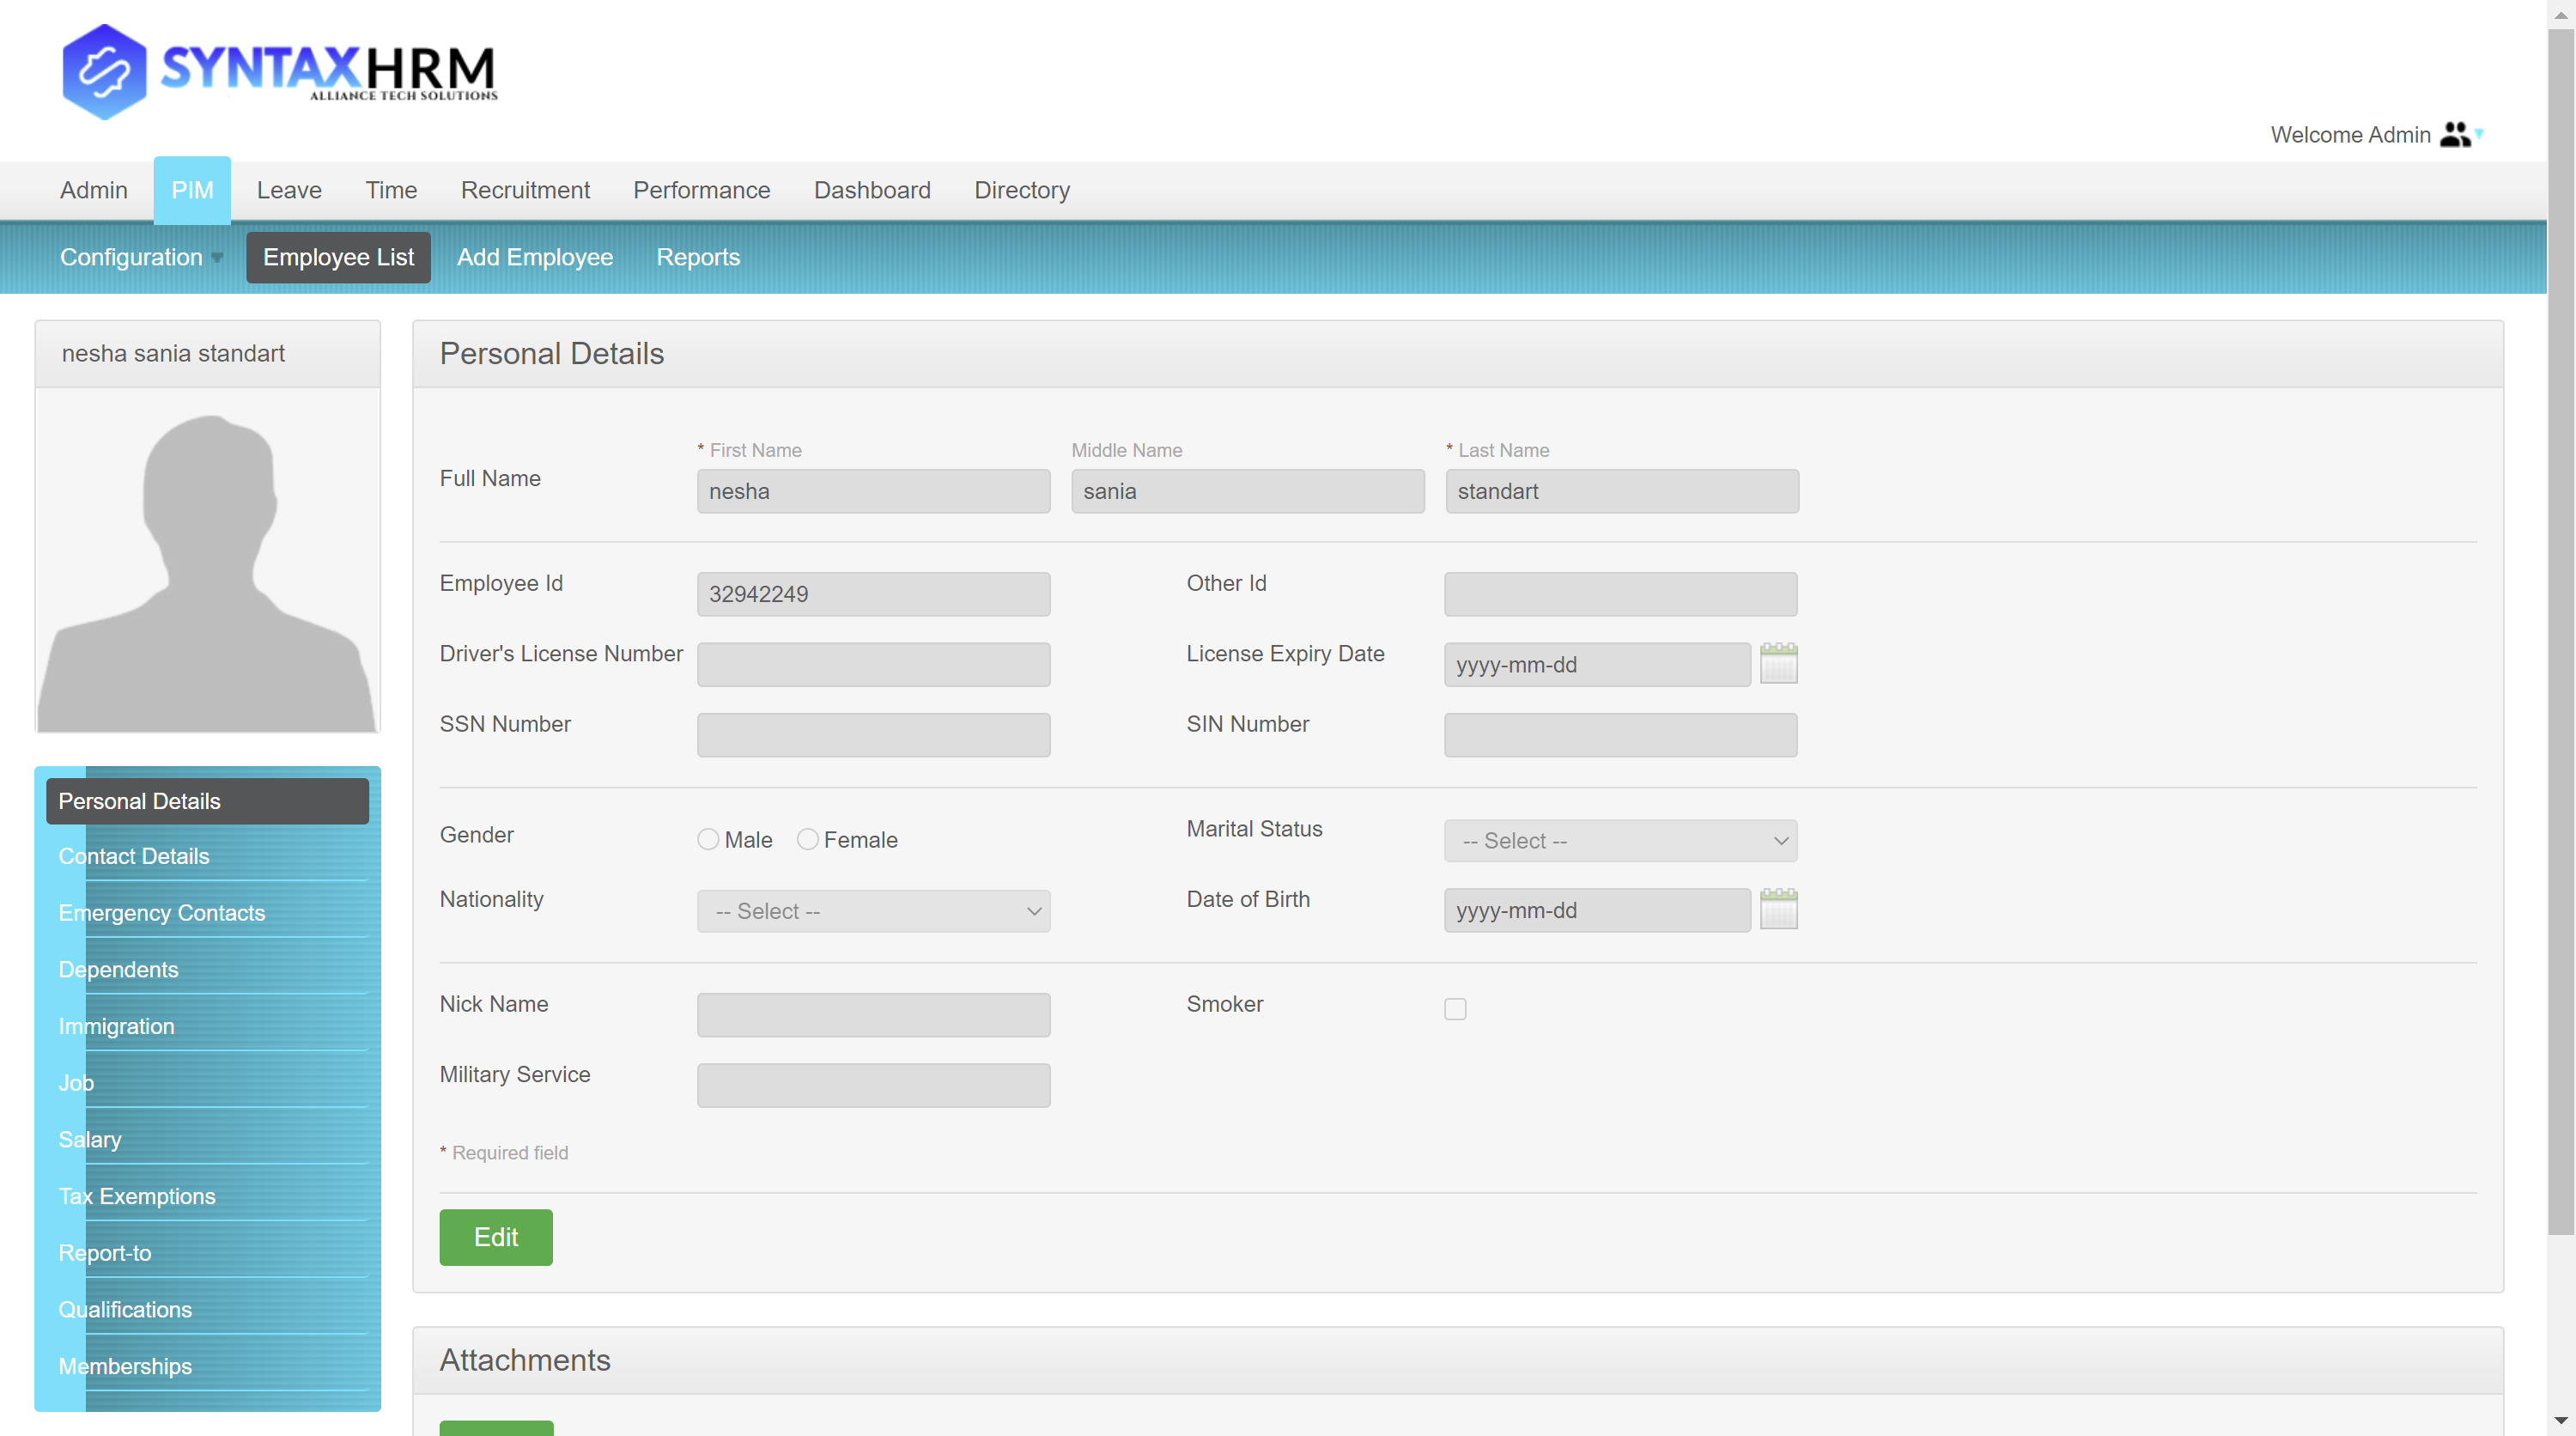 SYNTAXHRM
ALLIANCE TECH SOLUTIONS
Welcome Admin
Admin PIM Leave Time Recruitment Performance Dashboard Directory
Configuration Employee List Add Employee Reports
nesha sania standart
Personal Details
Contact Details
Emergency Contacts
Dependents
Immigration
Job
Salary
Tax Exemptions
Report-to
Qualifications
Memberships
Personal Details
* First Name Middle Name * Last Name
Full Name nesha sania standart
Employee Id 32942249 Other Id
Driver's License Number License Expiry Date yyyy-mm-dd
SSN Number SIN Number
Gender Male Female Marital Status -- Select --
Nationality -- Select -- Date of Birth yyyy-mm-dd
Nick Name Smoker
Military Service
* Required field
Edit
Attachments